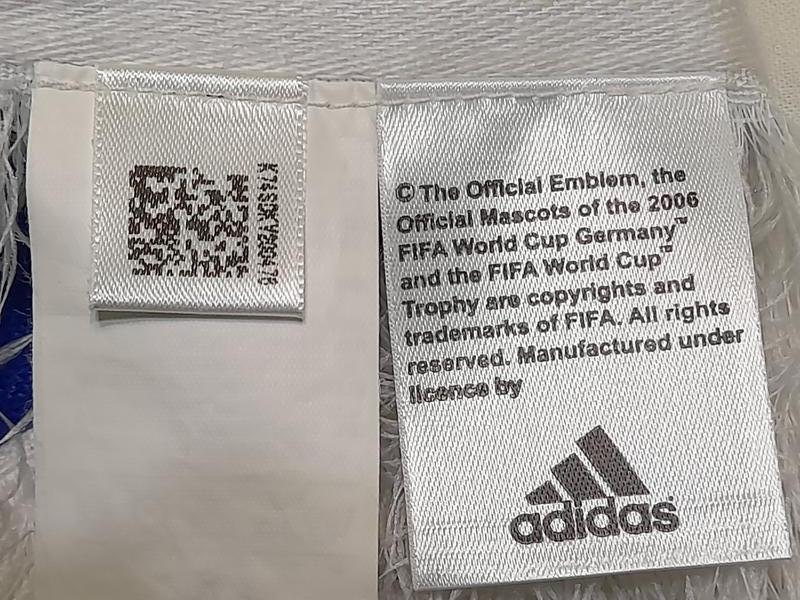 © The Official Emblem, the
Official Mascots of the 2006
FIFA World Cup Germany™
and the FIFA World Cup™
Trophy are copyrights and
trademarks of FIFA. All rights
reserved. Manufactured under
licence by
adidas